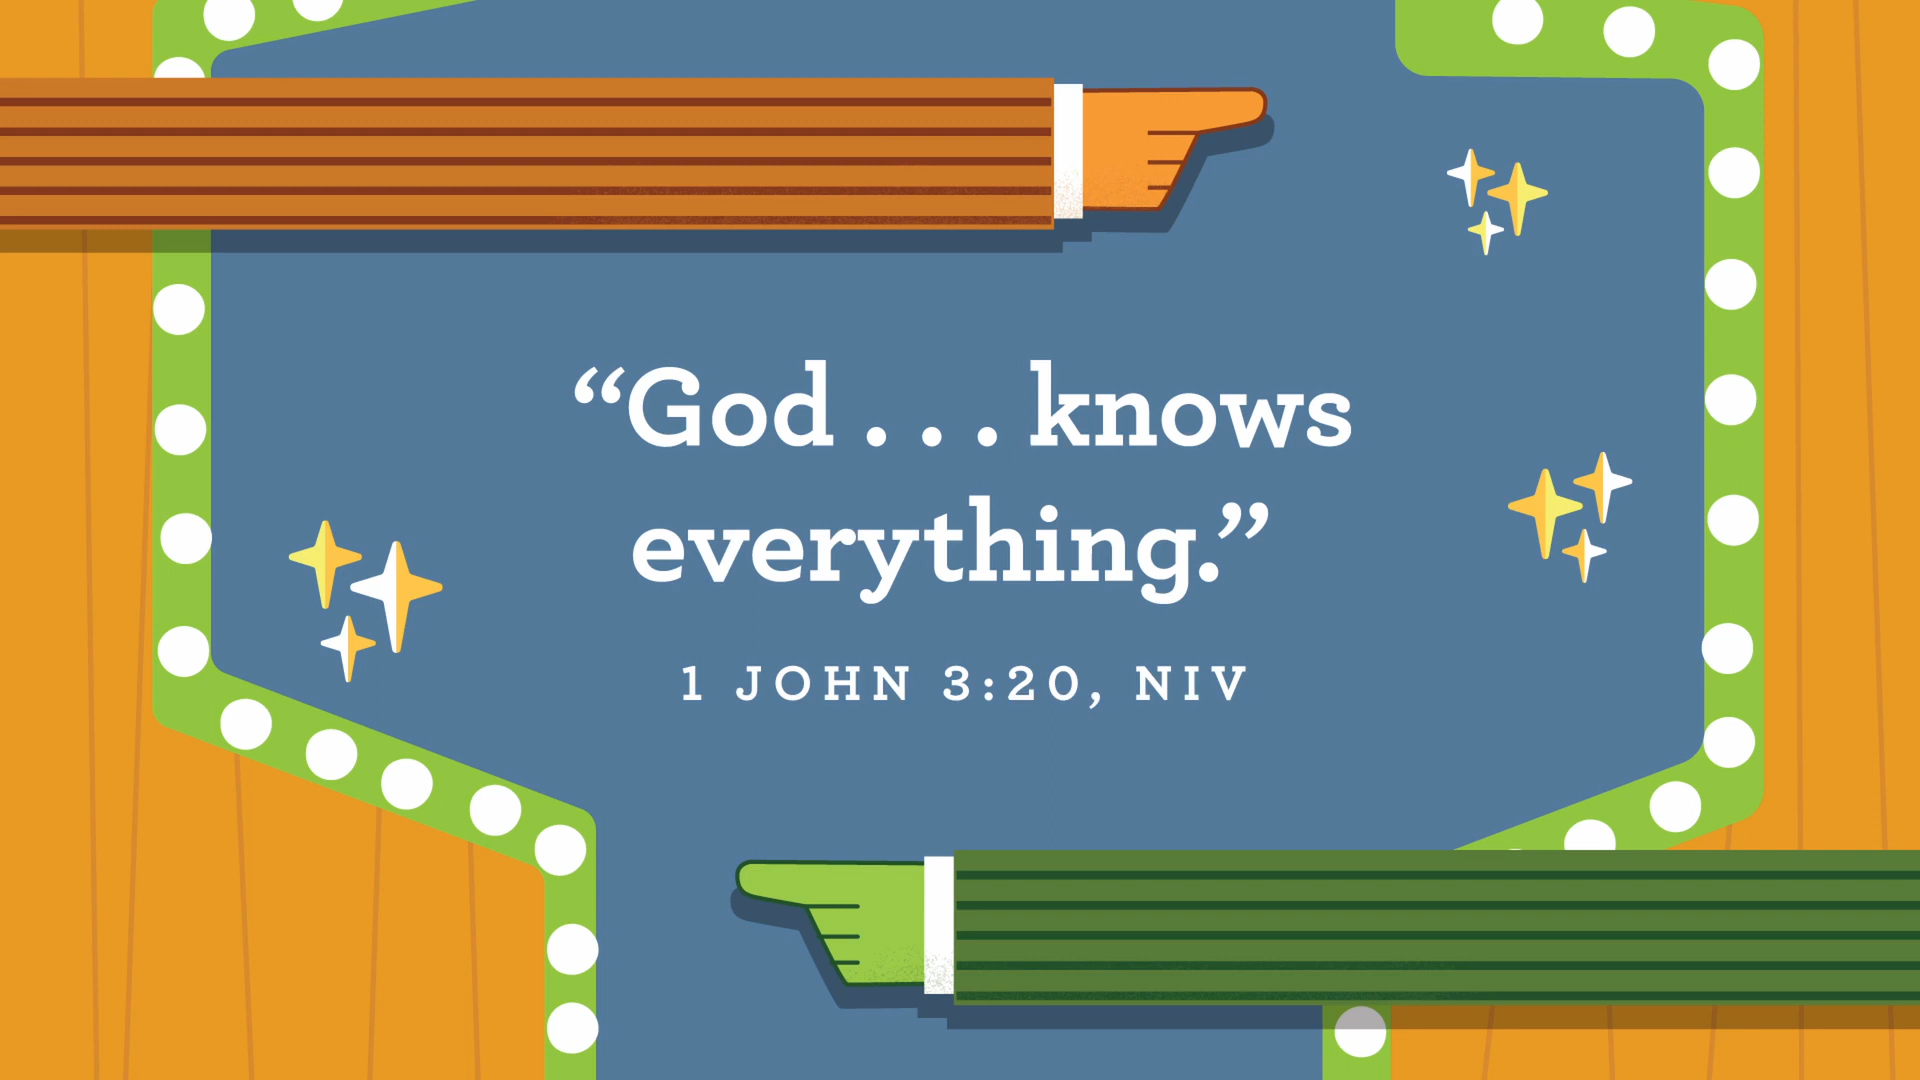 “God . . . knows
everything.”
1 JOHN 3:20, NIV